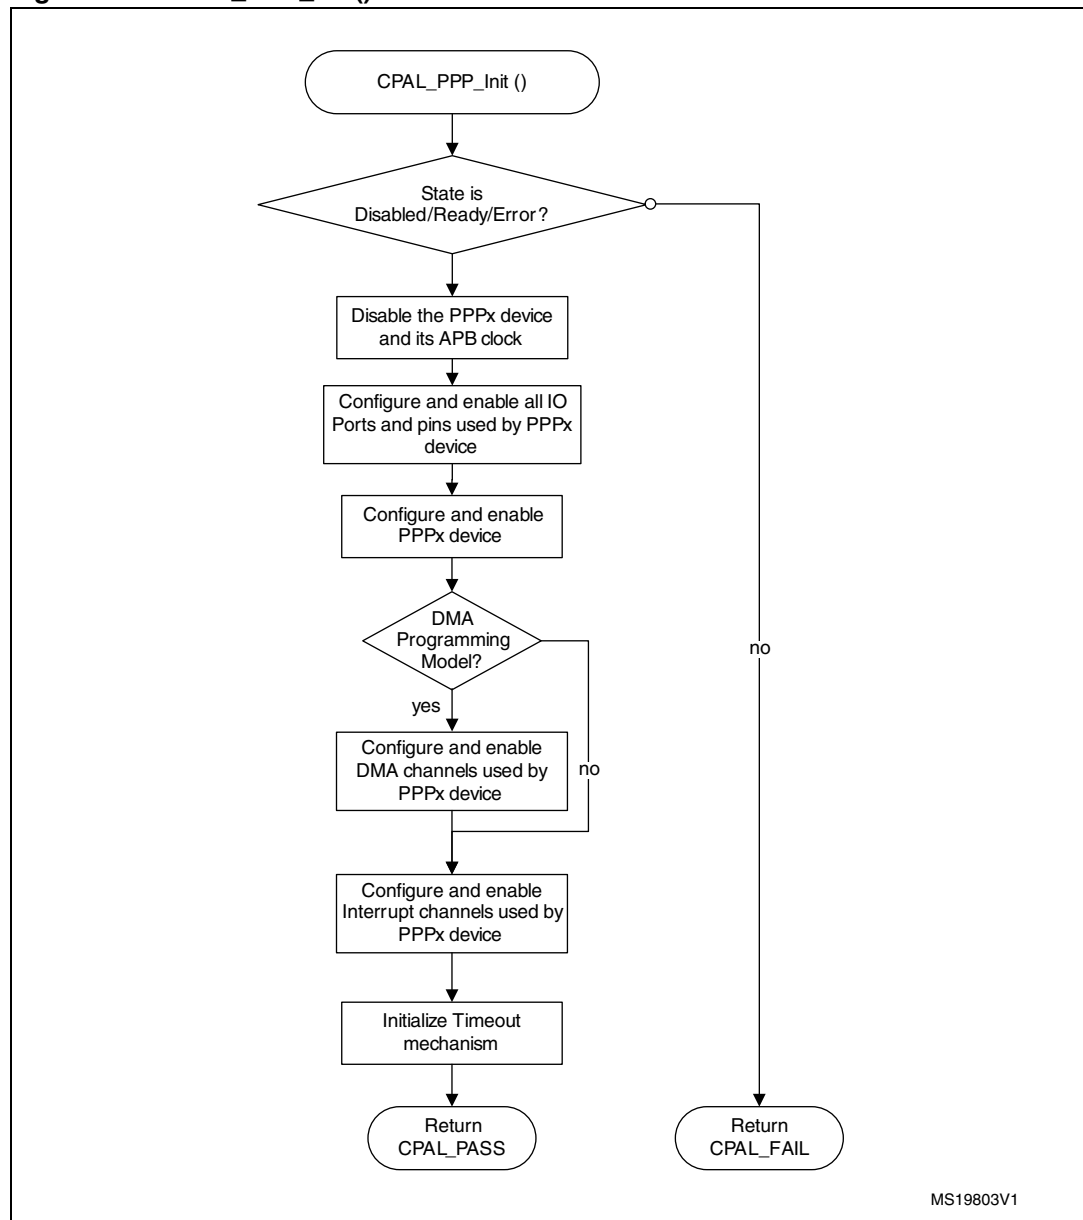 CPAL_PPP_Init ()
State is
Disabled/Ready/Error?
Disable the PPPx device
and its APB clock
Configure and enable all IO
Ports and pins used by PPPx
device
Configure and enable
PPPx device
DMA
Programming
Model?
no
yes
Configure and enable
DMA channels used by
PPPx device
no
Configure and enable
Interrupt channels used by
PPPx device
Initialize Timeout
mechanism
Return
CPAL_PASS
Return
CPAL_FAIL
MS19803V1